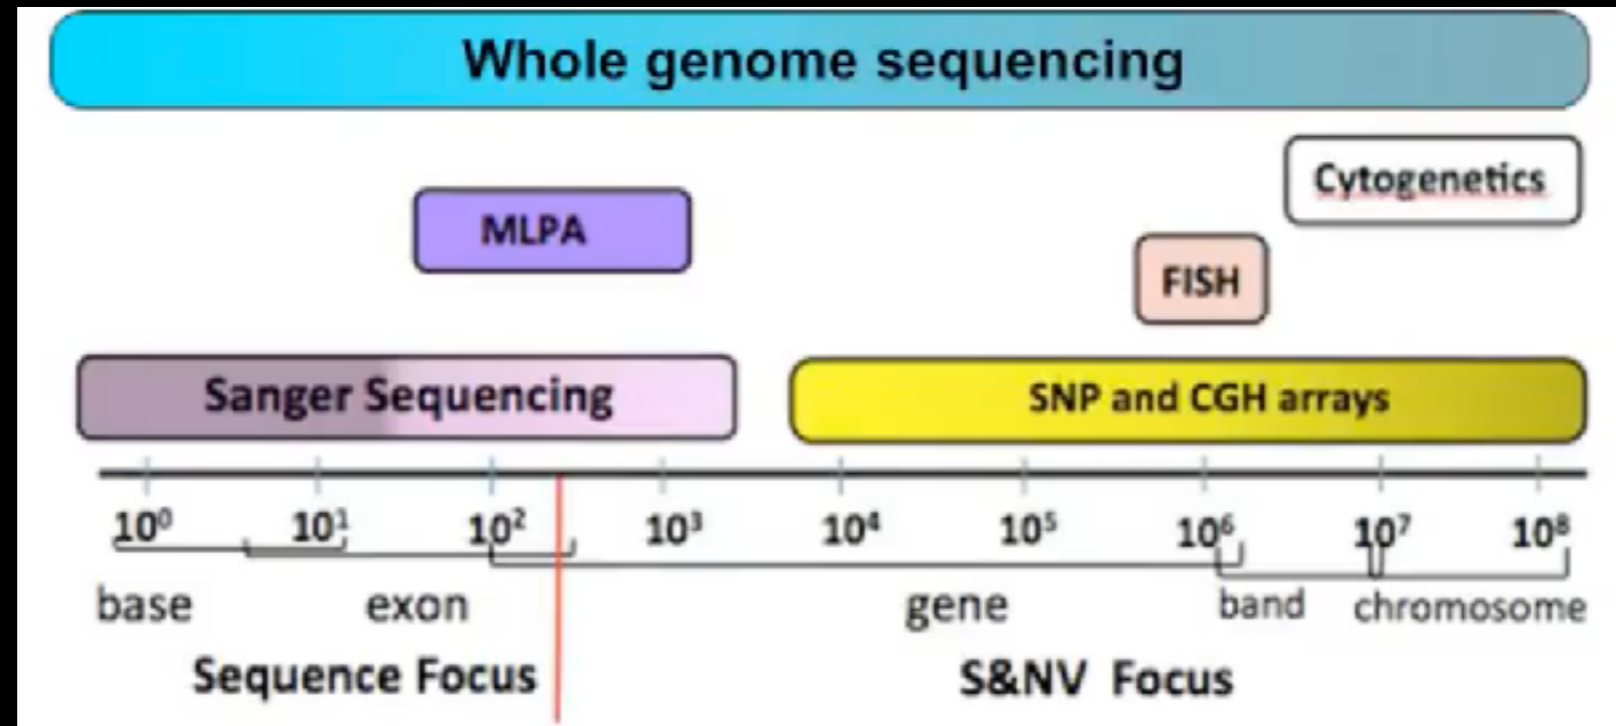 Whole genome sequencing
Cytogenetics
MLPA
FISH
Sanger Sequencing
SNP and CGH arrays
10⁰ 10¹ 10² 10³ 10⁴ 10⁵ 10⁶ 10⁷ 10⁸
base exon gene band chromosome
Sequence Focus S&NV Focus